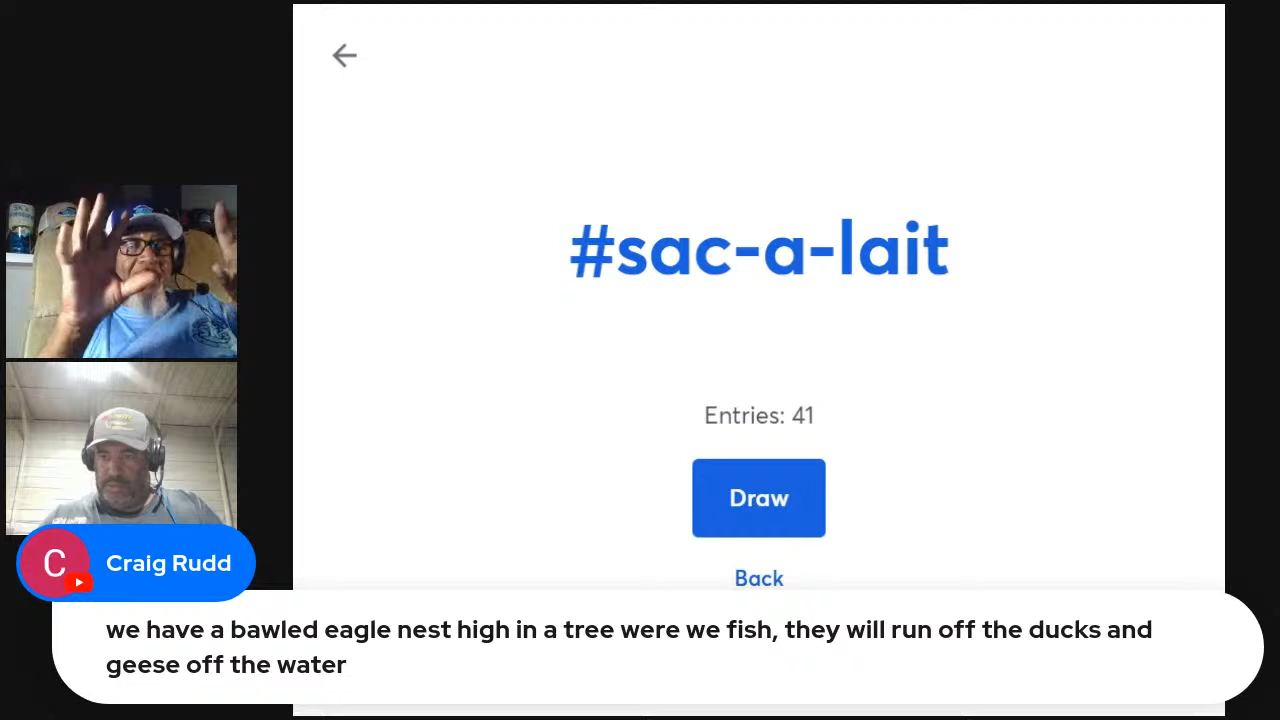 #sac-a-lait
Entries: 41
Draw
Back
C
Craig Rudd
we have a bawled eagle nest high in a tree were we fish, they will run off the ducks and
geese off the water